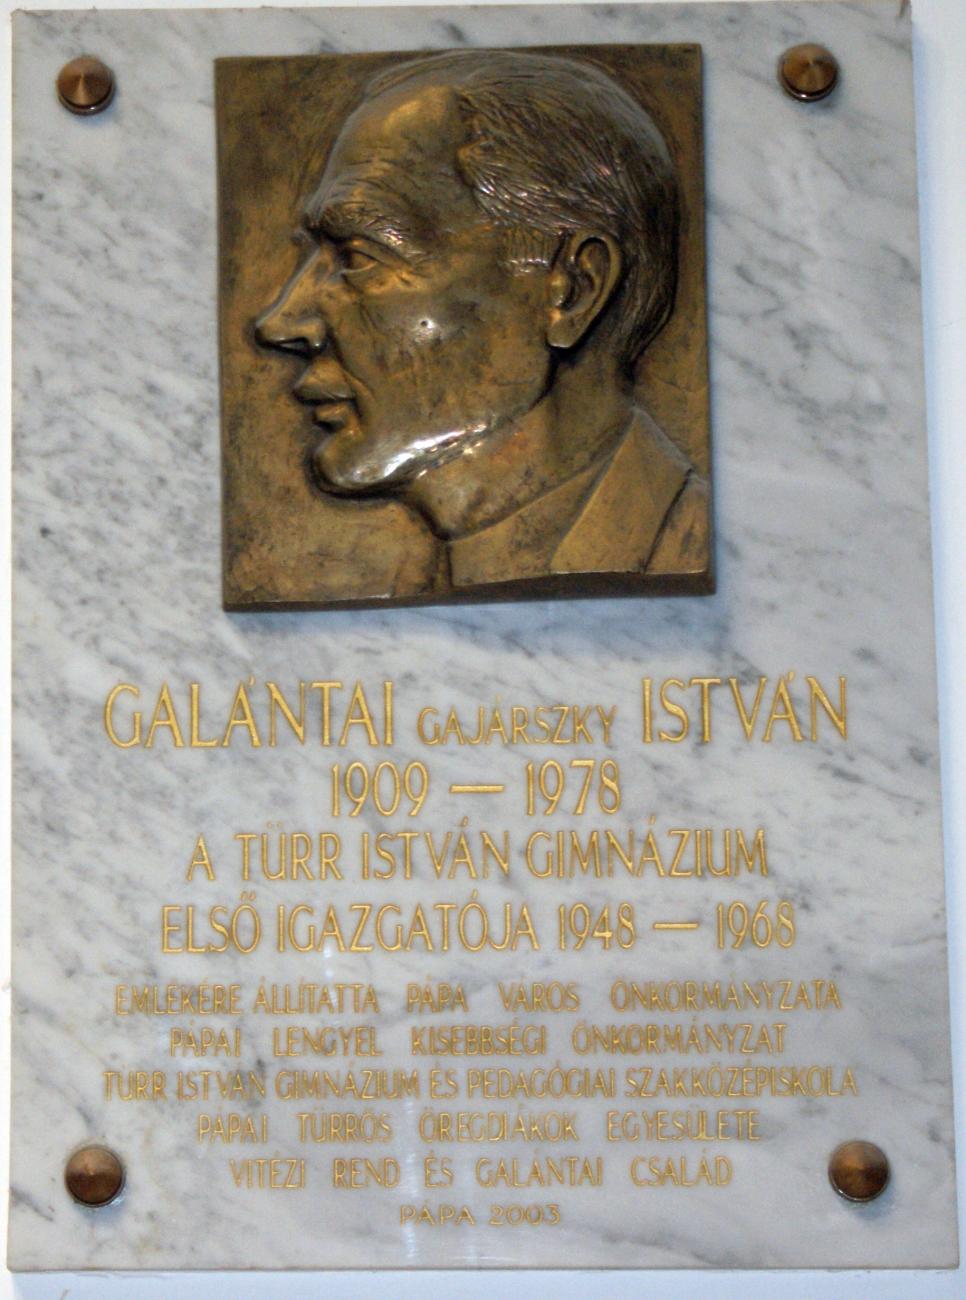 GALÁNTAI GAJÁRSZKY ISTVÁN
1909 — 1978
A TÜRR ISTVÁN GIMNÁZIUM
ELSŐ IGAZGATÓJA 1948 — 1968
EMLÉKÉRE ÁLLÍTATTA PÁPA VÁROS ÖNKORMÁNYZATA
PÁPAI LENGYEL KISEBBSÉGI ÖNKORMÁNYZAT
TÜRR ISTVÁN GIMNÁZIUM ÉS PEDAGÓGIAI SZAKKÖZÉPISKOLA
PÁPAI TÜRRÖS ÖREGDIÁKOK EGYESÜLETE
VITÉZI REND ÉS GALÁNTAI CSALÁD
PÁPA 2003